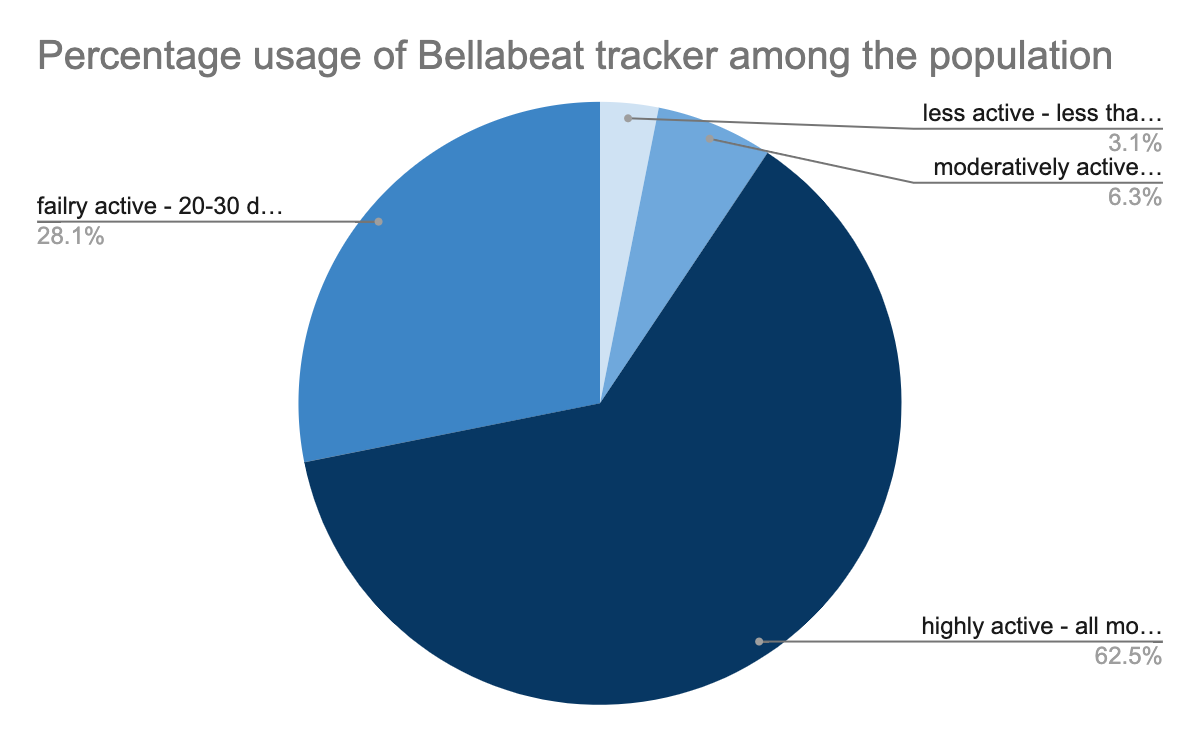 Percentage usage of Bellabeat tracker among the population
less active - less tha…
3.1%
moderatively active…
6.3%
failry active - 20-30 d…
28.1%
highly active - all mo…
62.5%